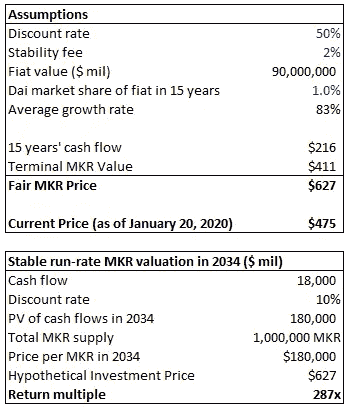 Assumptions
Discount rate 50%
Stability fee 2%
Fiat value ($ mil) 90,000,000
Dai market share of fiat in 15 years 1.0%
Average growth rate 83%
15 years' cash flow $216
Terminal MKR Value $411
Fair MKR Price $627
Current Price (as of January 20, 2020) $475
Stable run-rate MKR valuation in 2034 ($ mil)
Cash flow 18,000
Discount rate 10%
PV of cash flows in 2034 180,000
Total MKR supply 1,000,000 MKR
Price per MKR in 2034 $180,000
Hypothetical Investment Price $627
Return multiple 287x